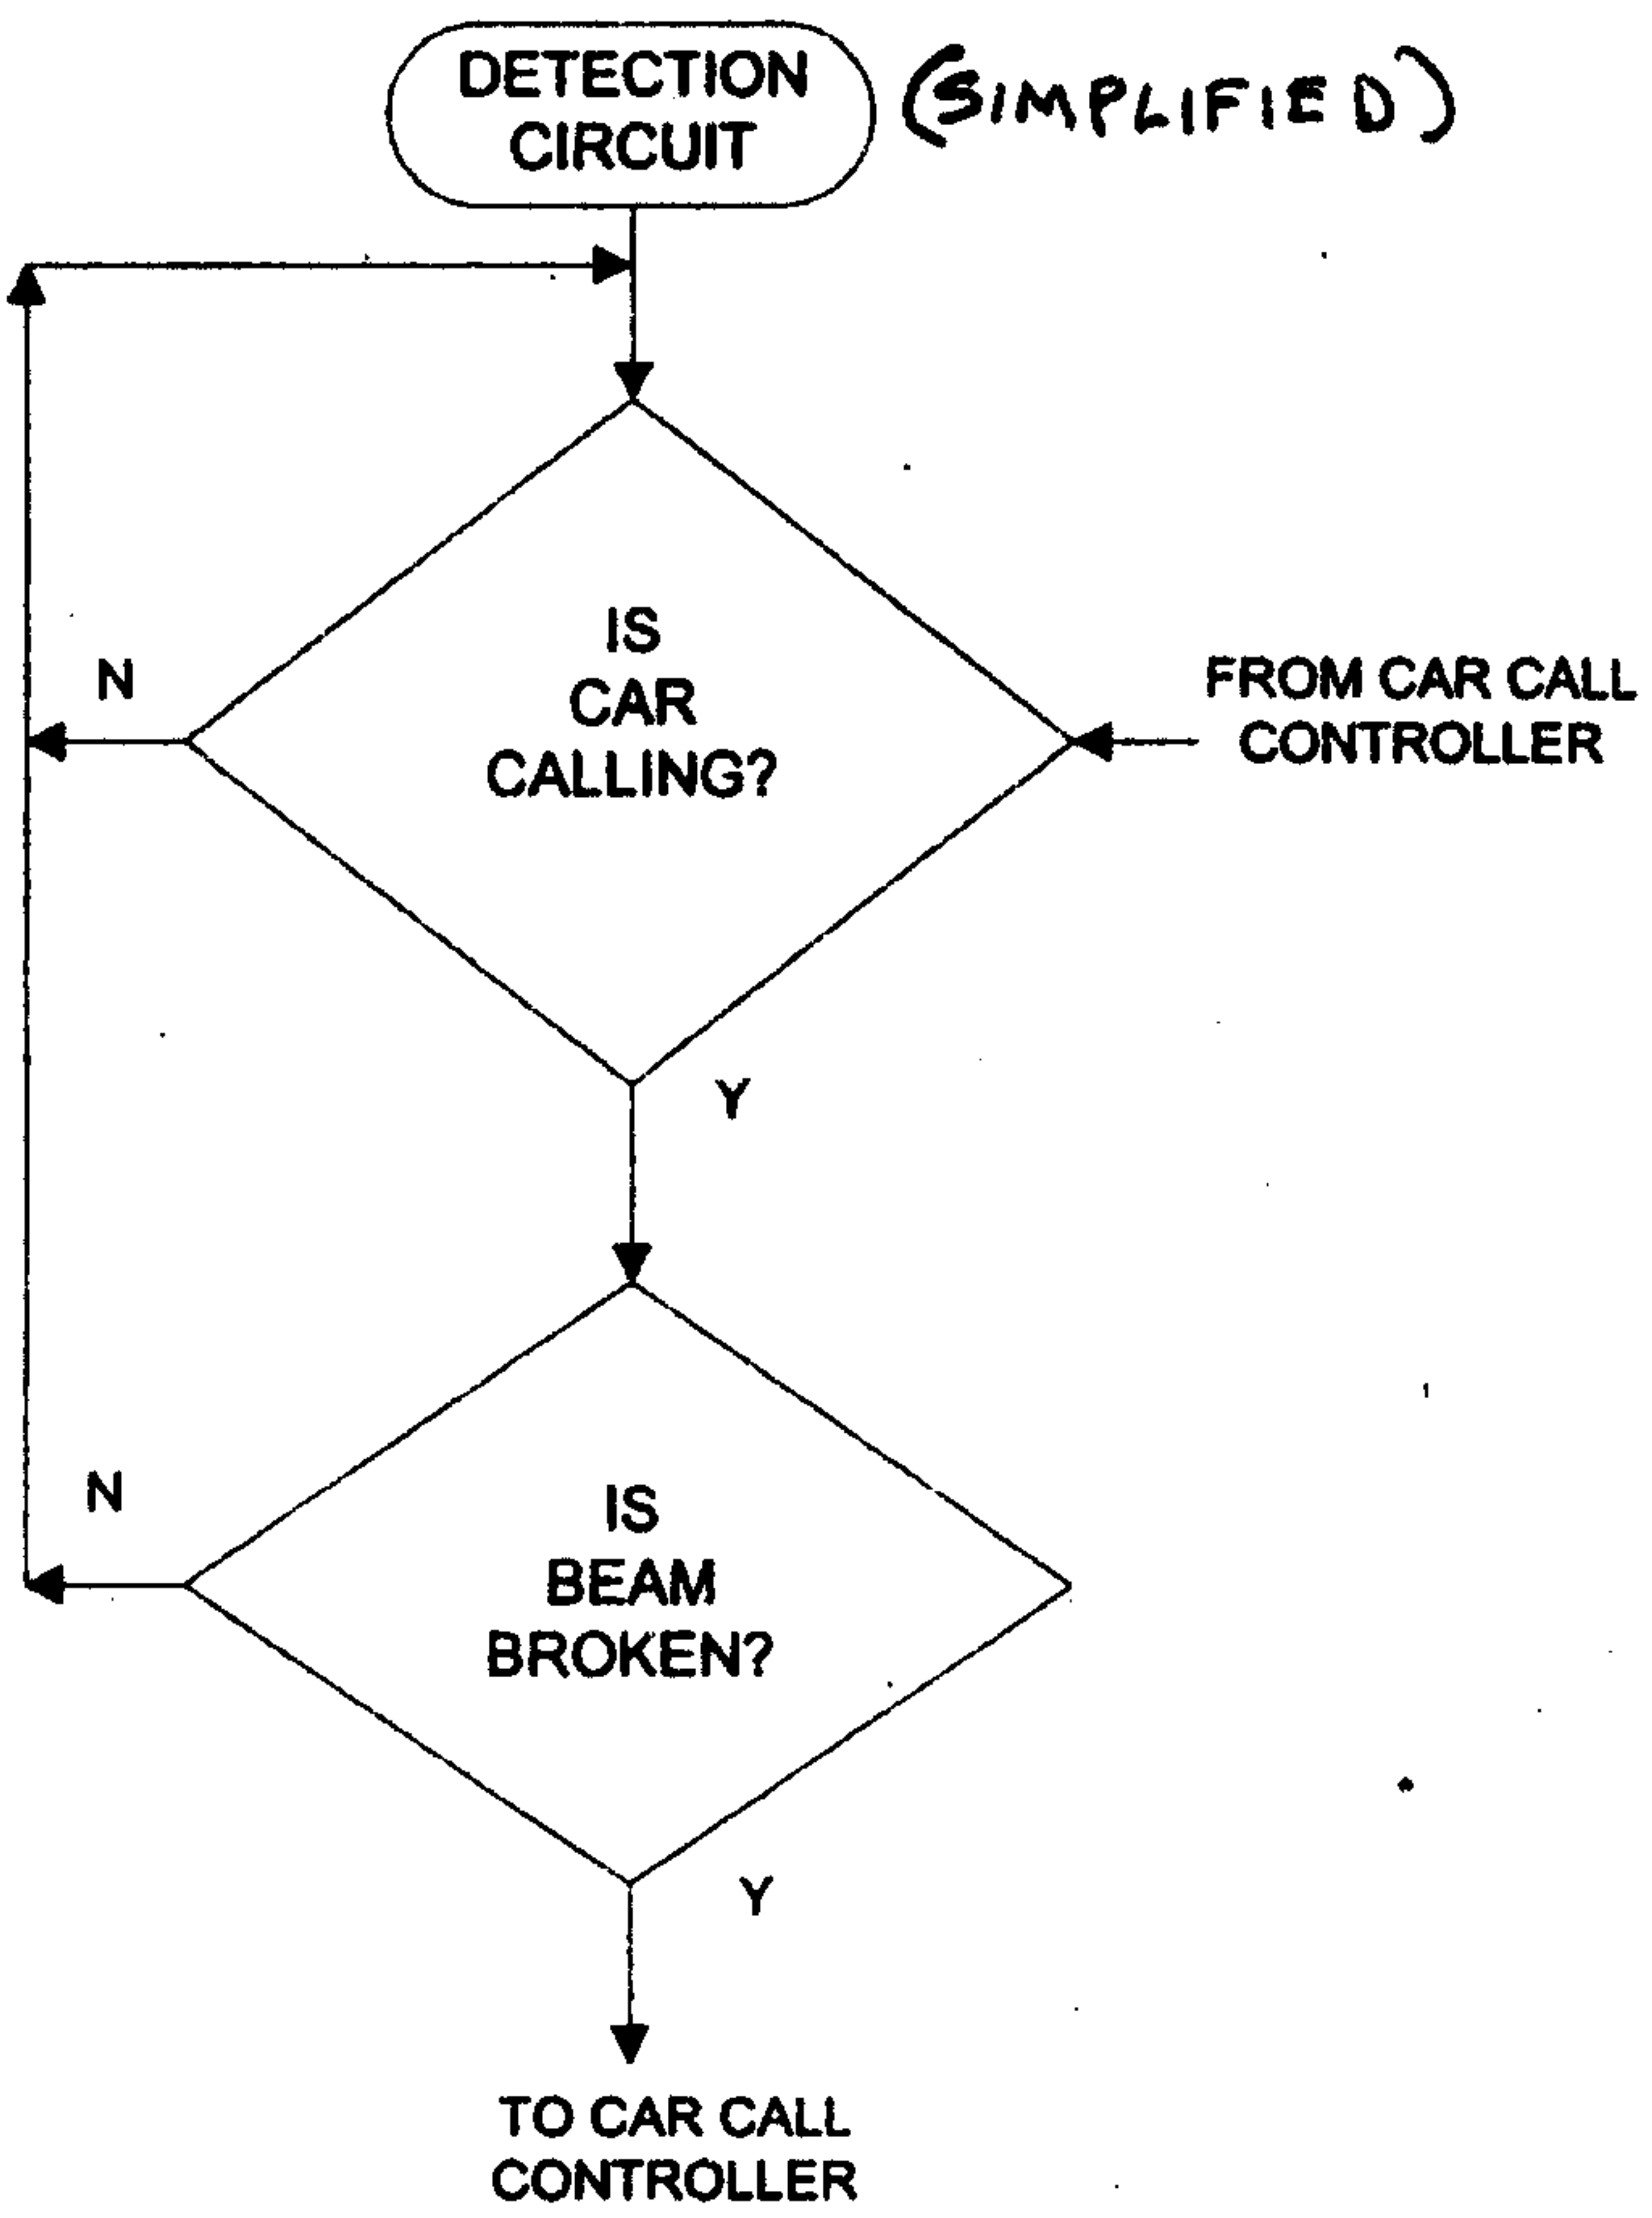 DETECTION
CIRCUIT
(SIMPLIFIED)
IS
CAR
CALLING?
N
FROM CAR CALL
CONTROLLER
Y
IS
BEAM
BROKEN?
N
Y
TO CAR CALL
CONTROLLER